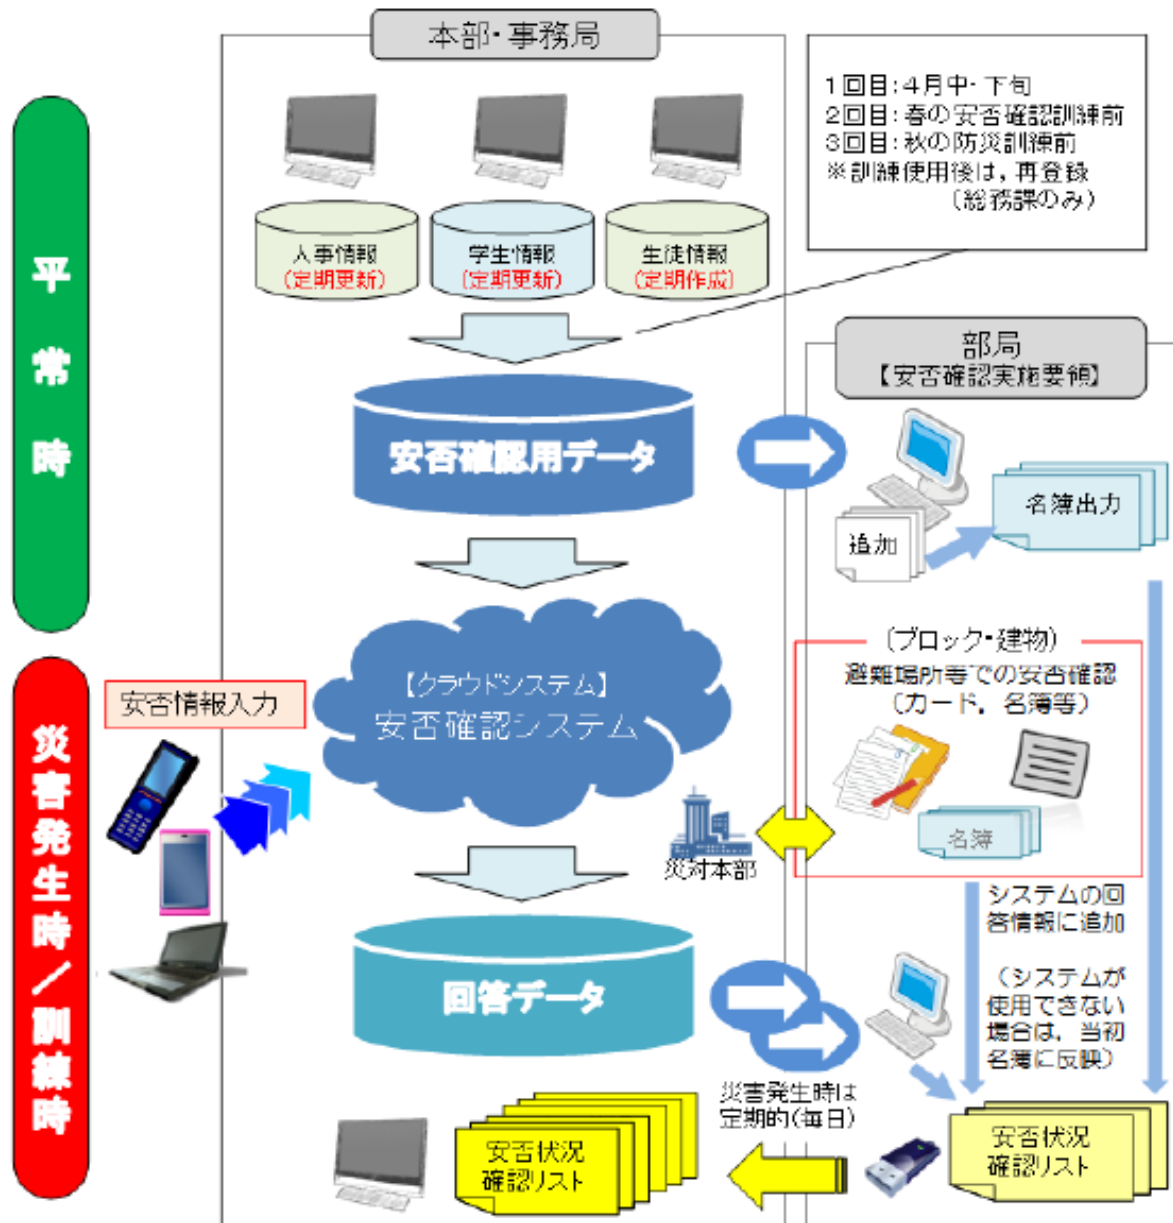 本部・事務局
1回目：4月中・下旬
2回目：春の安否確認訓練前
3回目：秋の防災訓練前
※訓練使用後は，再登録
（総務課のみ）
平常時
人事情報
(定期更新)
学生情報
(定期更新)
生徒情報
(定期作成)
部局
【安否確認実施要領】
安否確認用データ
追加
名簿出力
災害発生時／訓練時
安否情報入力
【クラウドシステム】
安否確認システム
（ブロック・建物）
避難場所等での安否確認
（カード，名簿等）
名簿
災対本部
システムの回
答情報に追加
（システムが
使用できない
場合は，当初
名簿に反映）
回答データ
災害発生時は
定期的(毎日)
安否状況
確認リスト
安否状況
確認リスト